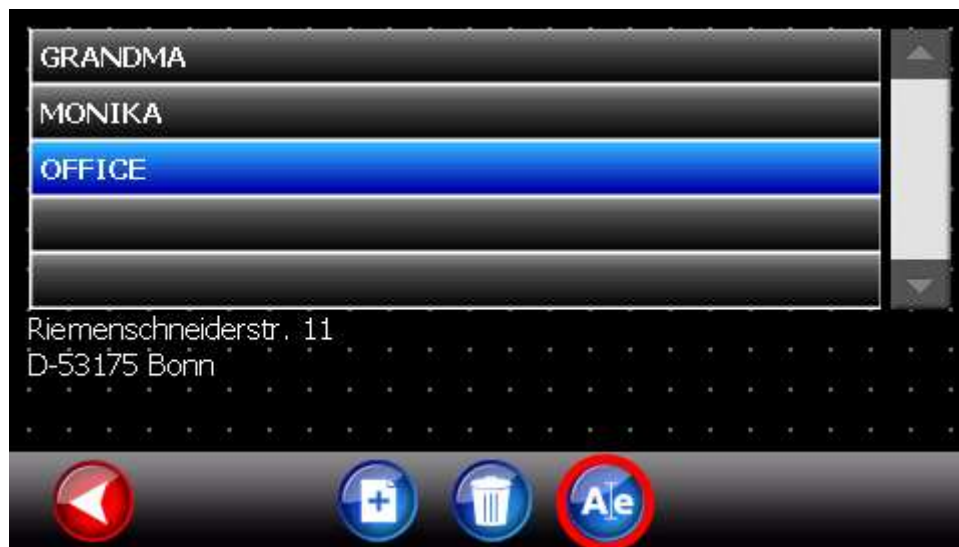 GRANDMA
MONIKA
OFFICE
Riemenschneiderstr. 11
D-53175 Bonn
A e